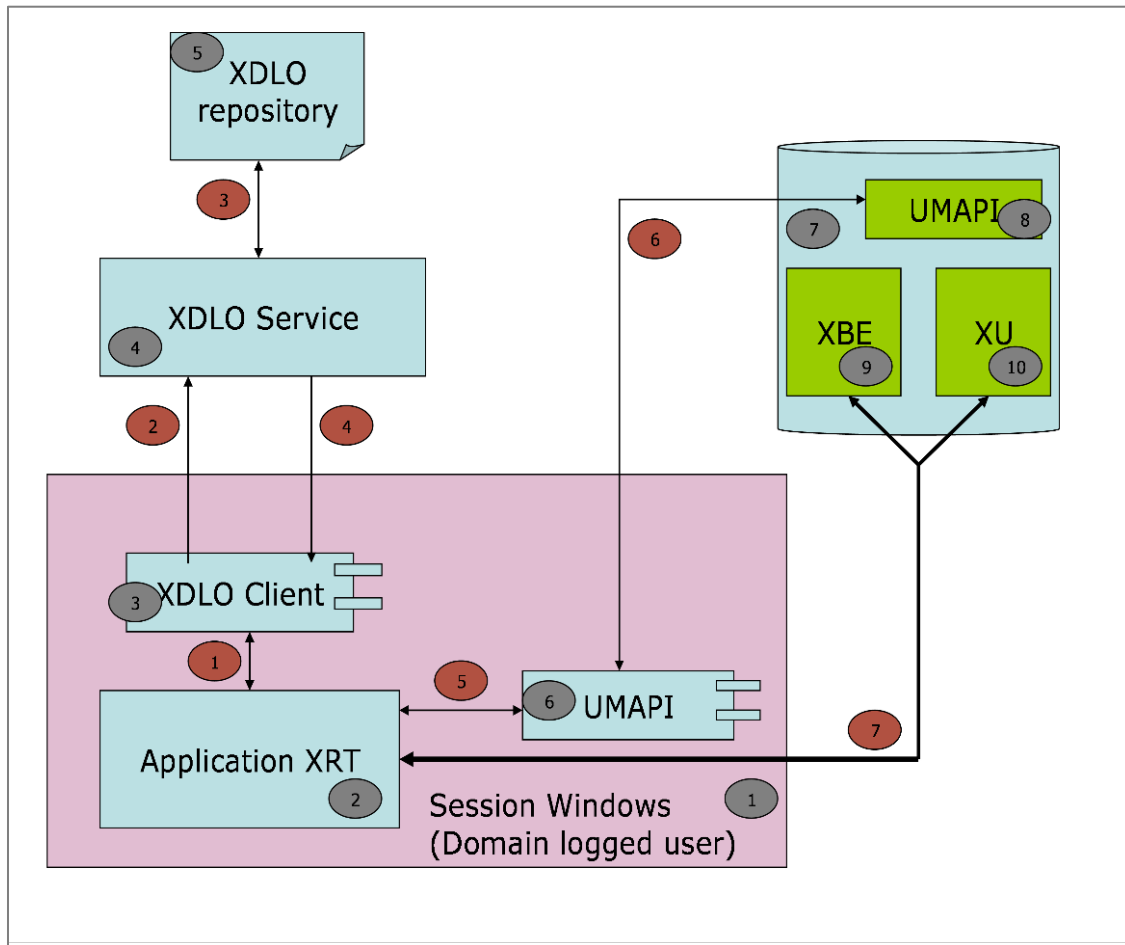 5
XDLO
repository
3
UMAPI
8
7
6
XDLO Service
4
XBE
9
XU
10
2
4
XDLO Client
3
1
5
UMAPI
6
7
Application XRT
2
Session Windows
(Domain logged user)
1